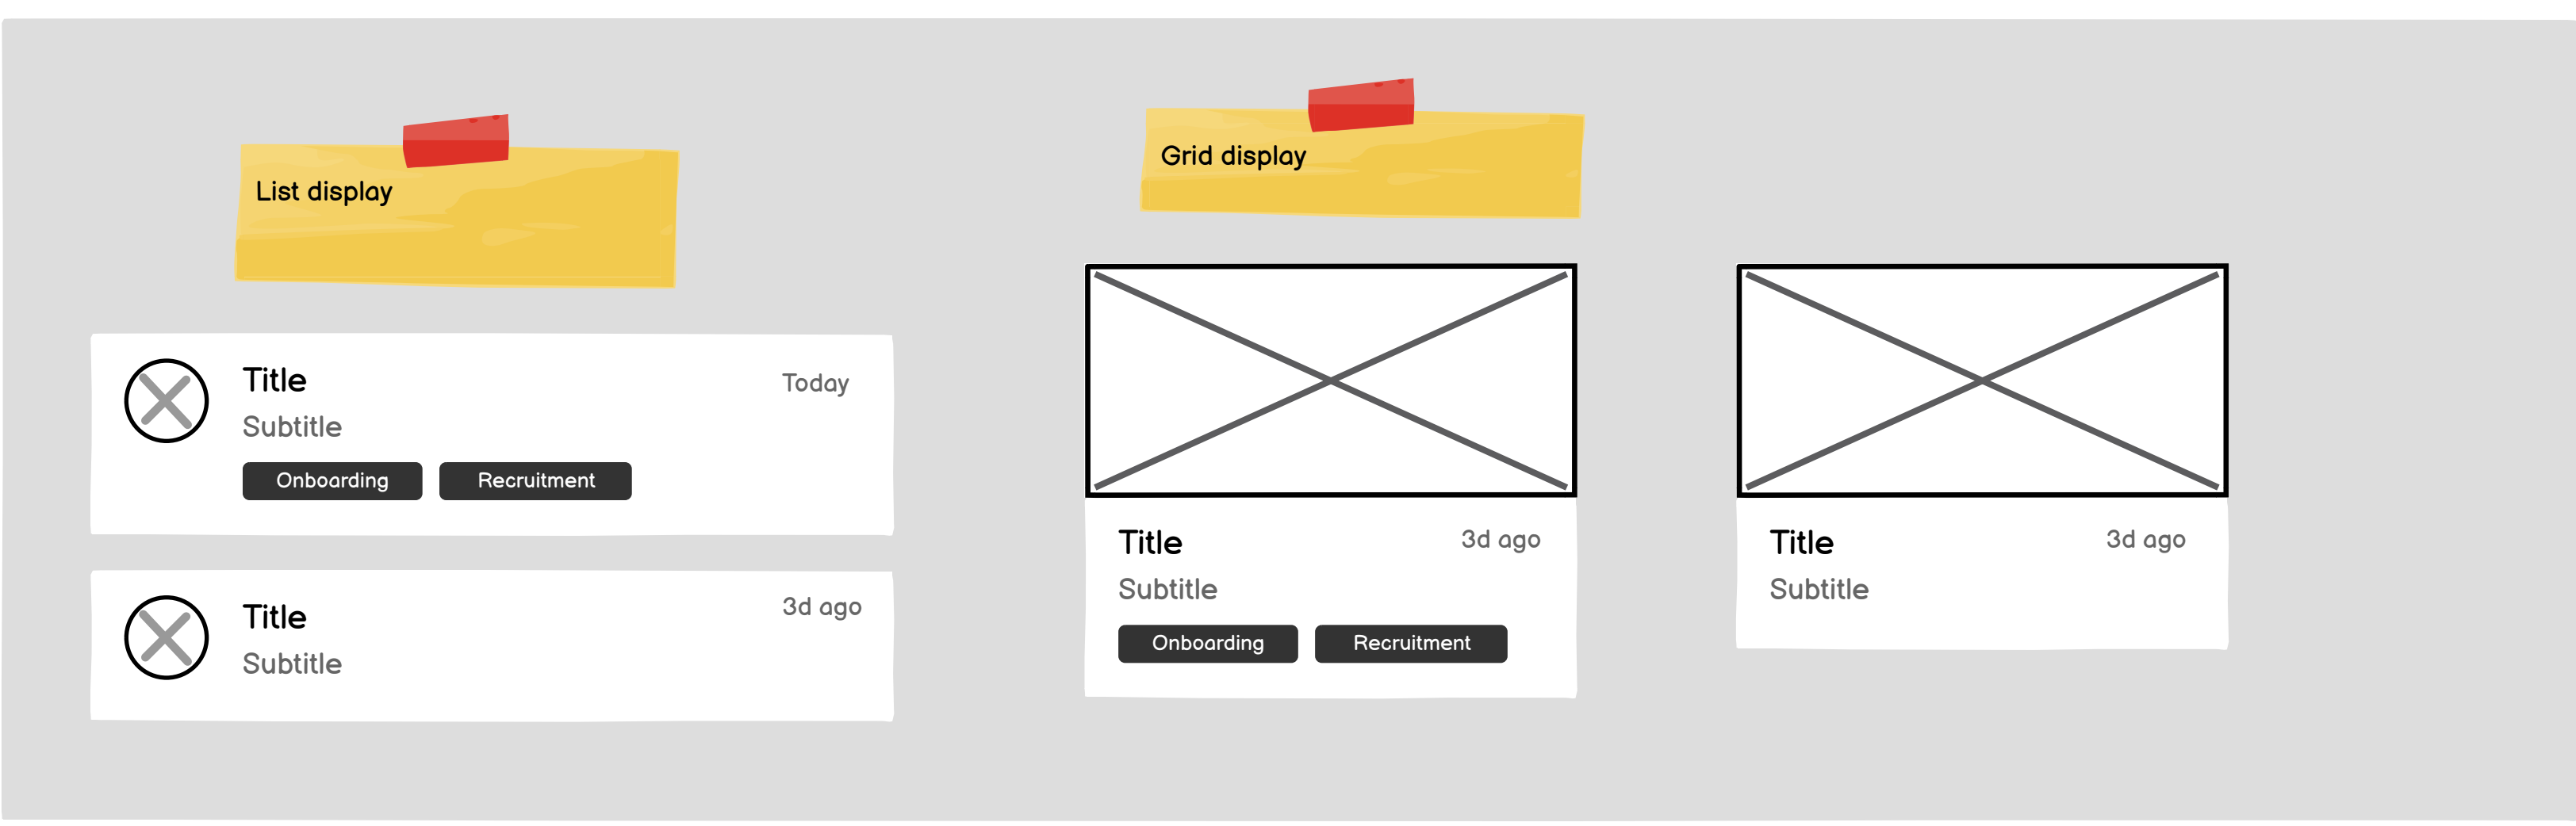 List display
Title
Today
Subtitle
Onboarding
Recruitment
Title
3d ago
Subtitle
Grid display
Title
3d ago
Subtitle
Onboarding
Recruitment
Title
3d ago
Subtitle